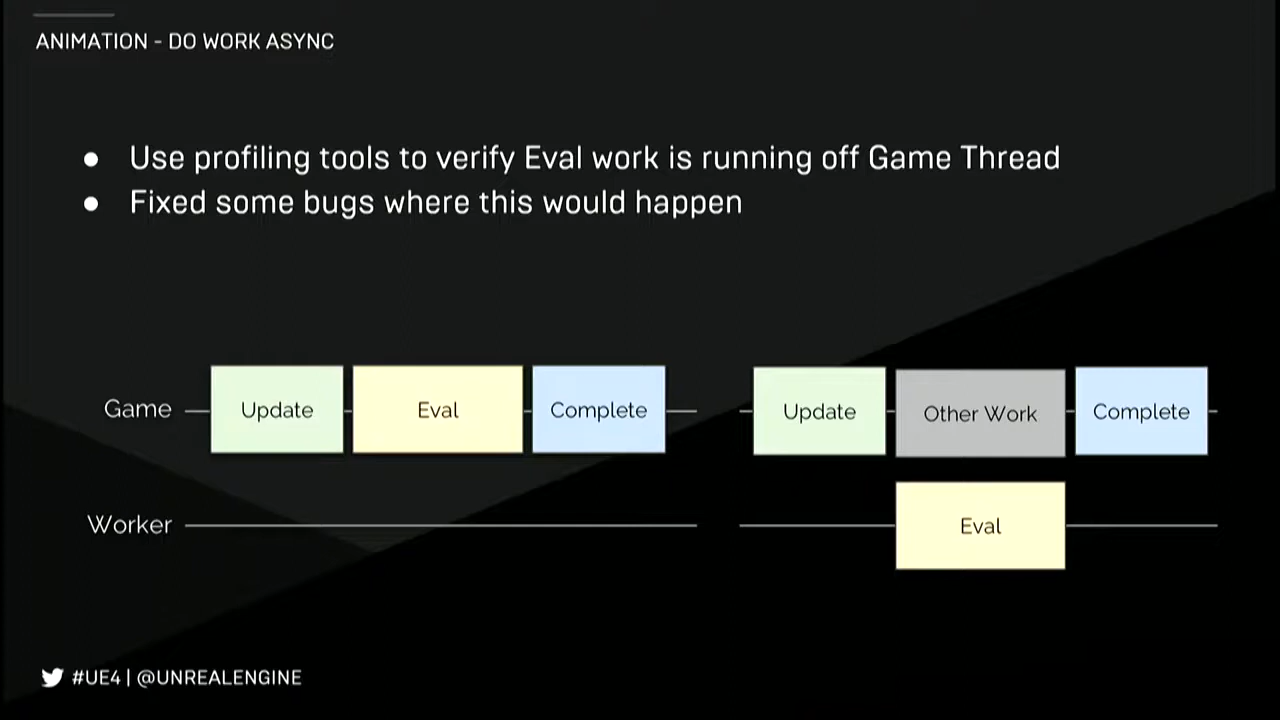 ANIMATION - DO WORK ASYNC
● Use profiling tools to verify Eval work is running off Game Thread
● Fixed some bugs where this would happen
Game Update Eval Complete Update Other Work Complete
Worker Eval
#UE4 | @UNREALENGINE